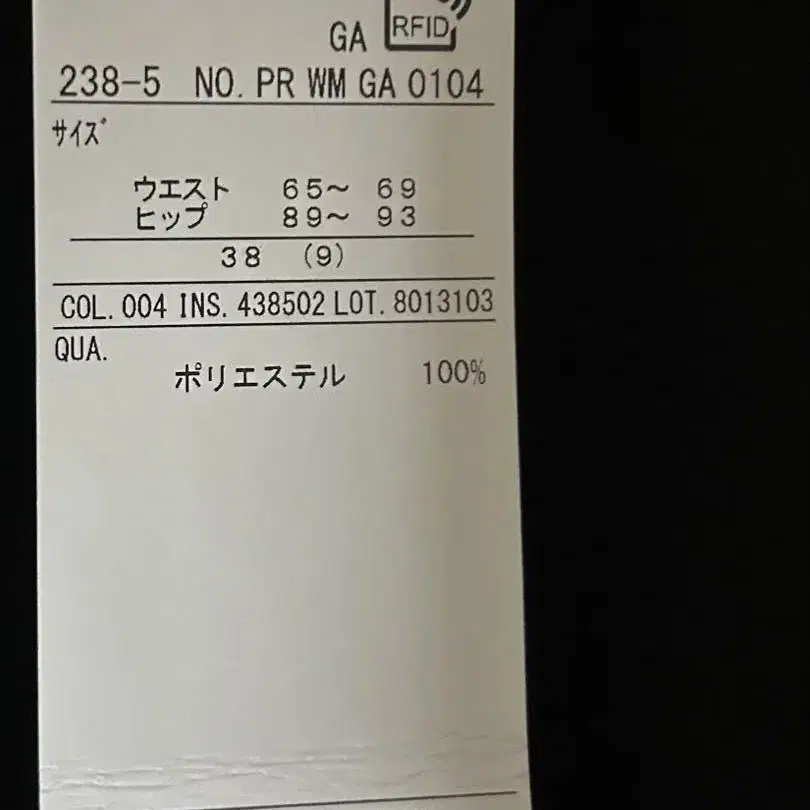 GA RFID
238-5 NO. PR WM GA 0104
ｻｲｽﾞ
ウエスト 65～ 69
ヒップ 89～ 93
38 (9)
COL. 004 INS. 438502 LOT. 8013103
QUA.
ポリエステル 100%